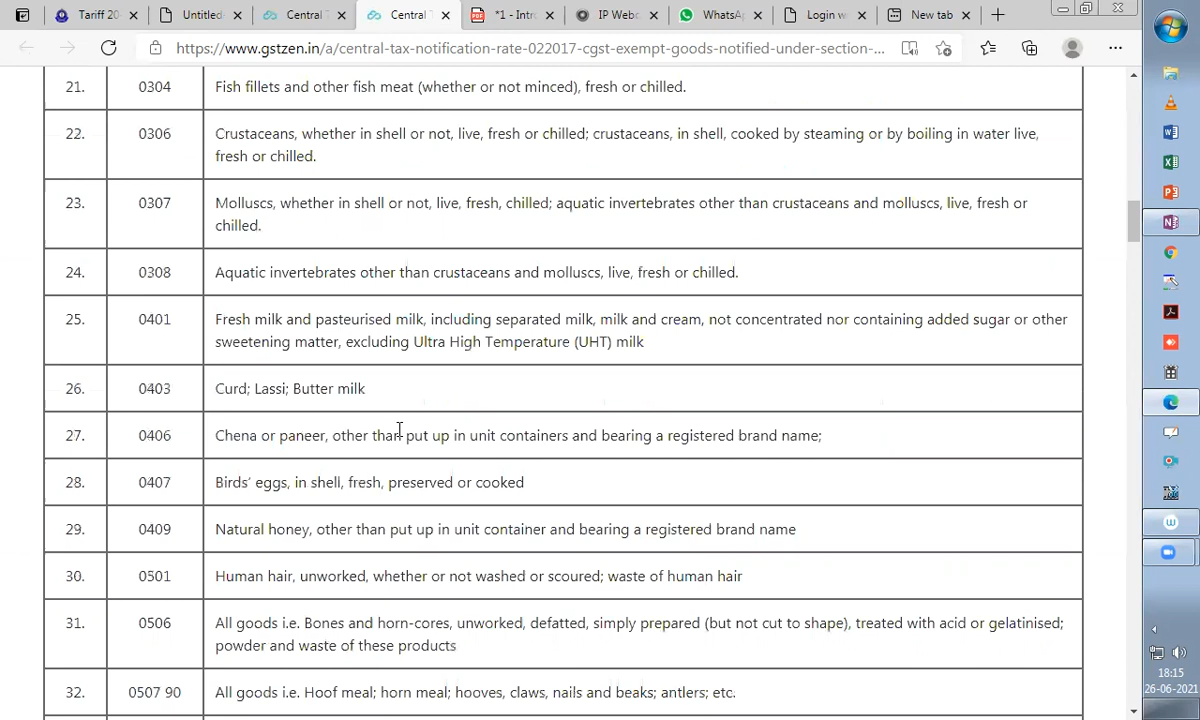 Tariff 20
Untitled
Central
Central
*1 - Intro
IP Webc
WhatsA
Login w
New tab
https://www.gstzen.in/a/central-tax-notification-rate-022017-cgst-exempt-goods-notified-under-section-...
21. 0304 Fish fillets and other fish meat (whether or not minced), fresh or chilled.
22. 0306 Crustaceans, whether in shell or not, live, fresh or chilled; crustaceans, in shell, cooked by steaming or by boiling in water live,
fresh or chilled.
23. 0307 Molluscs, whether in shell or not, live, fresh, chilled; aquatic invertebrates other than crustaceans and molluscs, live, fresh or
chilled.
24. 0308 Aquatic invertebrates other than crustaceans and molluscs, live, fresh or chilled.
25. 0401 Fresh milk and pasteurised milk, including separated milk, milk and cream, not concentrated nor containing added sugar or other
sweetening matter, excluding Ultra High Temperature (UHT) milk
26. 0403 Curd; Lassi; Butter milk
27. 0406 Chena or paneer, other than put up in unit containers and bearing a registered brand name;
28. 0407 Birds' eggs, in shell, fresh, preserved or cooked
29. 0409 Natural honey, other than put up in unit container and bearing a registered brand name
30. 0501 Human hair, unworked, whether or not washed or scoured; waste of human hair
31. 0506 All goods i.e. Bones and horn-cores, unworked, defatted, simply prepared (but not cut to shape), treated with acid or gelatinised;
powder and waste of these products
32. 0507 90 All goods i.e. Hoof meal; horn meal; hooves, claws, nails and beaks; antlers; etc.
18:15
26-06-2021